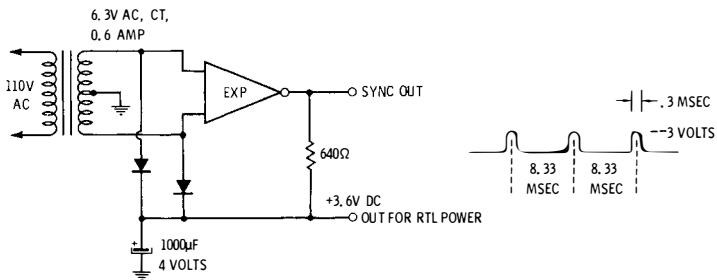 6.3V AC, CT,
0.6 AMP
110V
AC
EXP
SYNC OUT
640Ω
+3.6V DC
OUT FOR RTL POWER
+
1000µF
4 VOLTS
.3 MSEC
--3 VOLTS
8.33
MSEC
8.33
MSEC